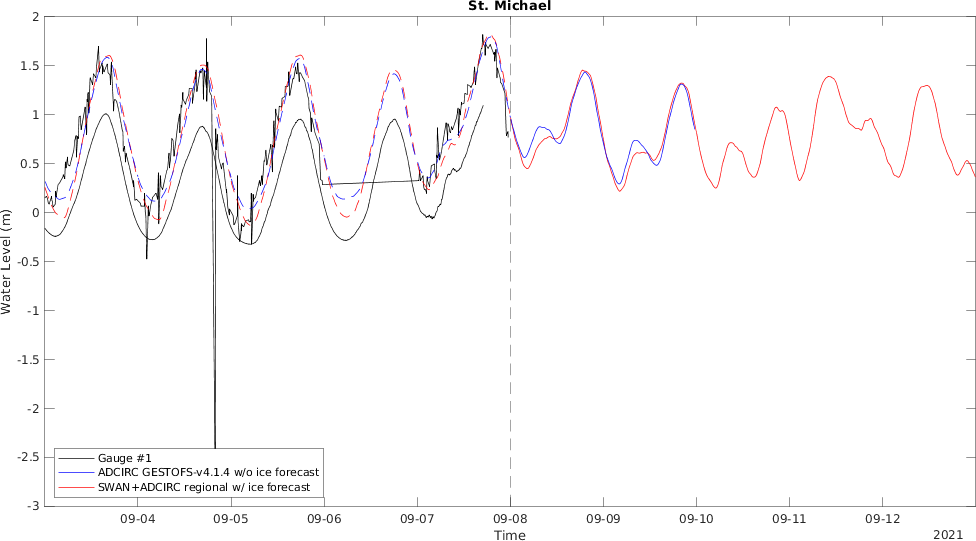 St. Michael
2
1.5
1
0.5
0
-0.5
-1
-1.5
-2
-2.5
-3
Water Level (m)
Gauge #1
ADCIRC GESTOFS-v4.1.4 w/o ice forecast
SWAN+ADCIRC regional w/ ice forecast
09-04 09-05 09-06 09-07 09-08 09-09 09-10 09-11 09-12
Time
2021